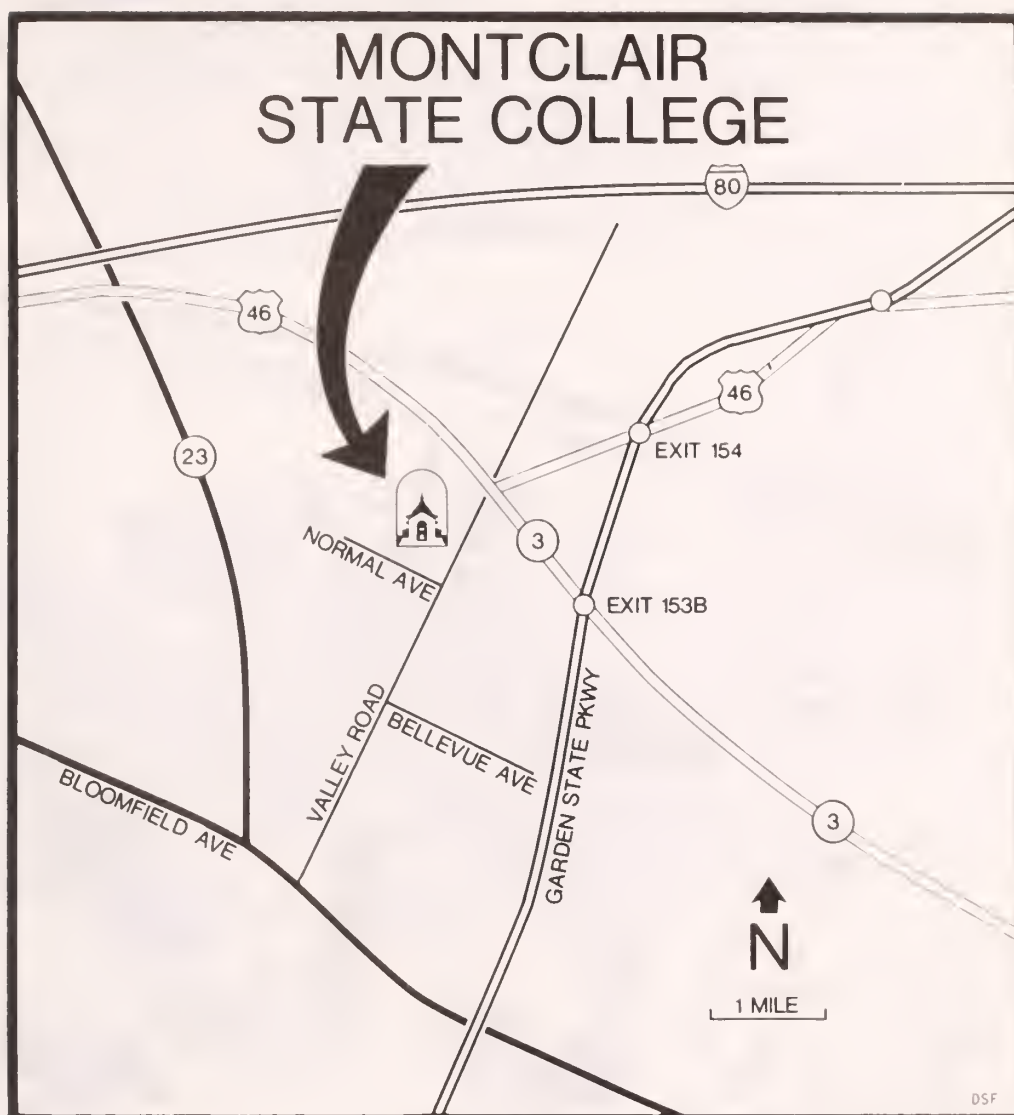 MONTCLAIR
STATE COLLEGE
80
46
46
23
EXIT 154
3
NORMAL AVE
EXIT 153B
VALLEY ROAD
BELLEVUE AVE
GARDEN STATE PKWY
BLOOMFIELD AVE
3
N
1 MILE
DSF